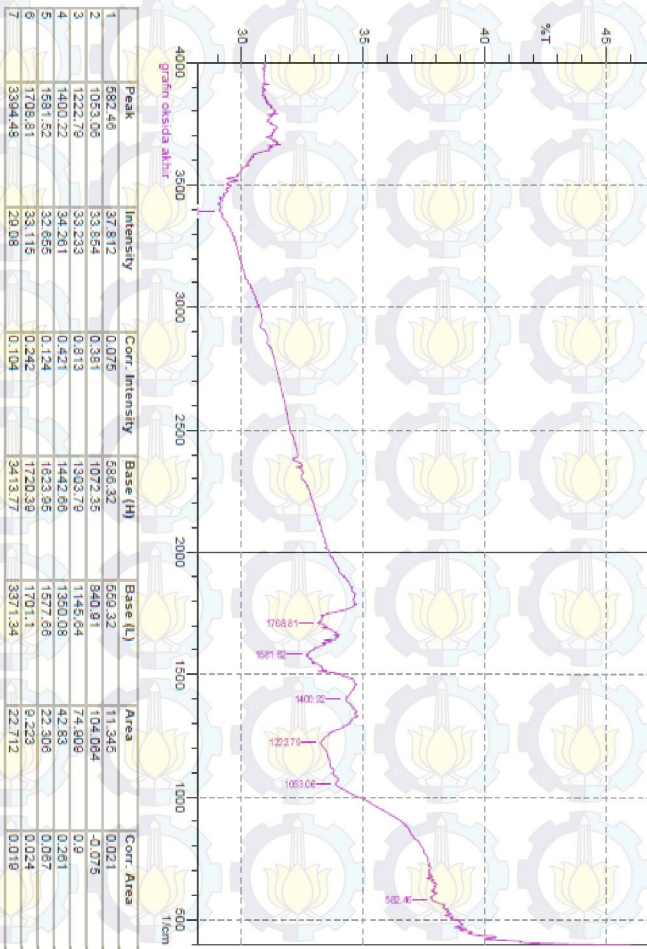 %T
45
40
35
30
4000
3500
3000
2500
2000
1500
1000
500
1/cm
1708.81
1581.52
1400.22
1222.79
1053.06
582.46
grafin oksida akhir
Peak Intensity Corr. Intensity Base (H) Base (L) Area Corr. Area
1 582.46 37.812 0.075 586.32 559.32 11.345 0.021
2 1053.06 33.854 0.381 1072.35 840.91 104.064 -0.075
3 1222.79 33.233 0.813 1303.79 1145.64 74.909 0.9
4 1400.22 34.261 0.421 1442.66 1350.08 42.83 0.261
5 1581.52 32.655 0.124 1623.95 1577.66 22.306 0.067
6 1708.81 33.115 0.242 1720.39 1701.1 9.223 0.024
7 3394.48 29.08 0.104 3413.77 3371.34 22.712 0.019